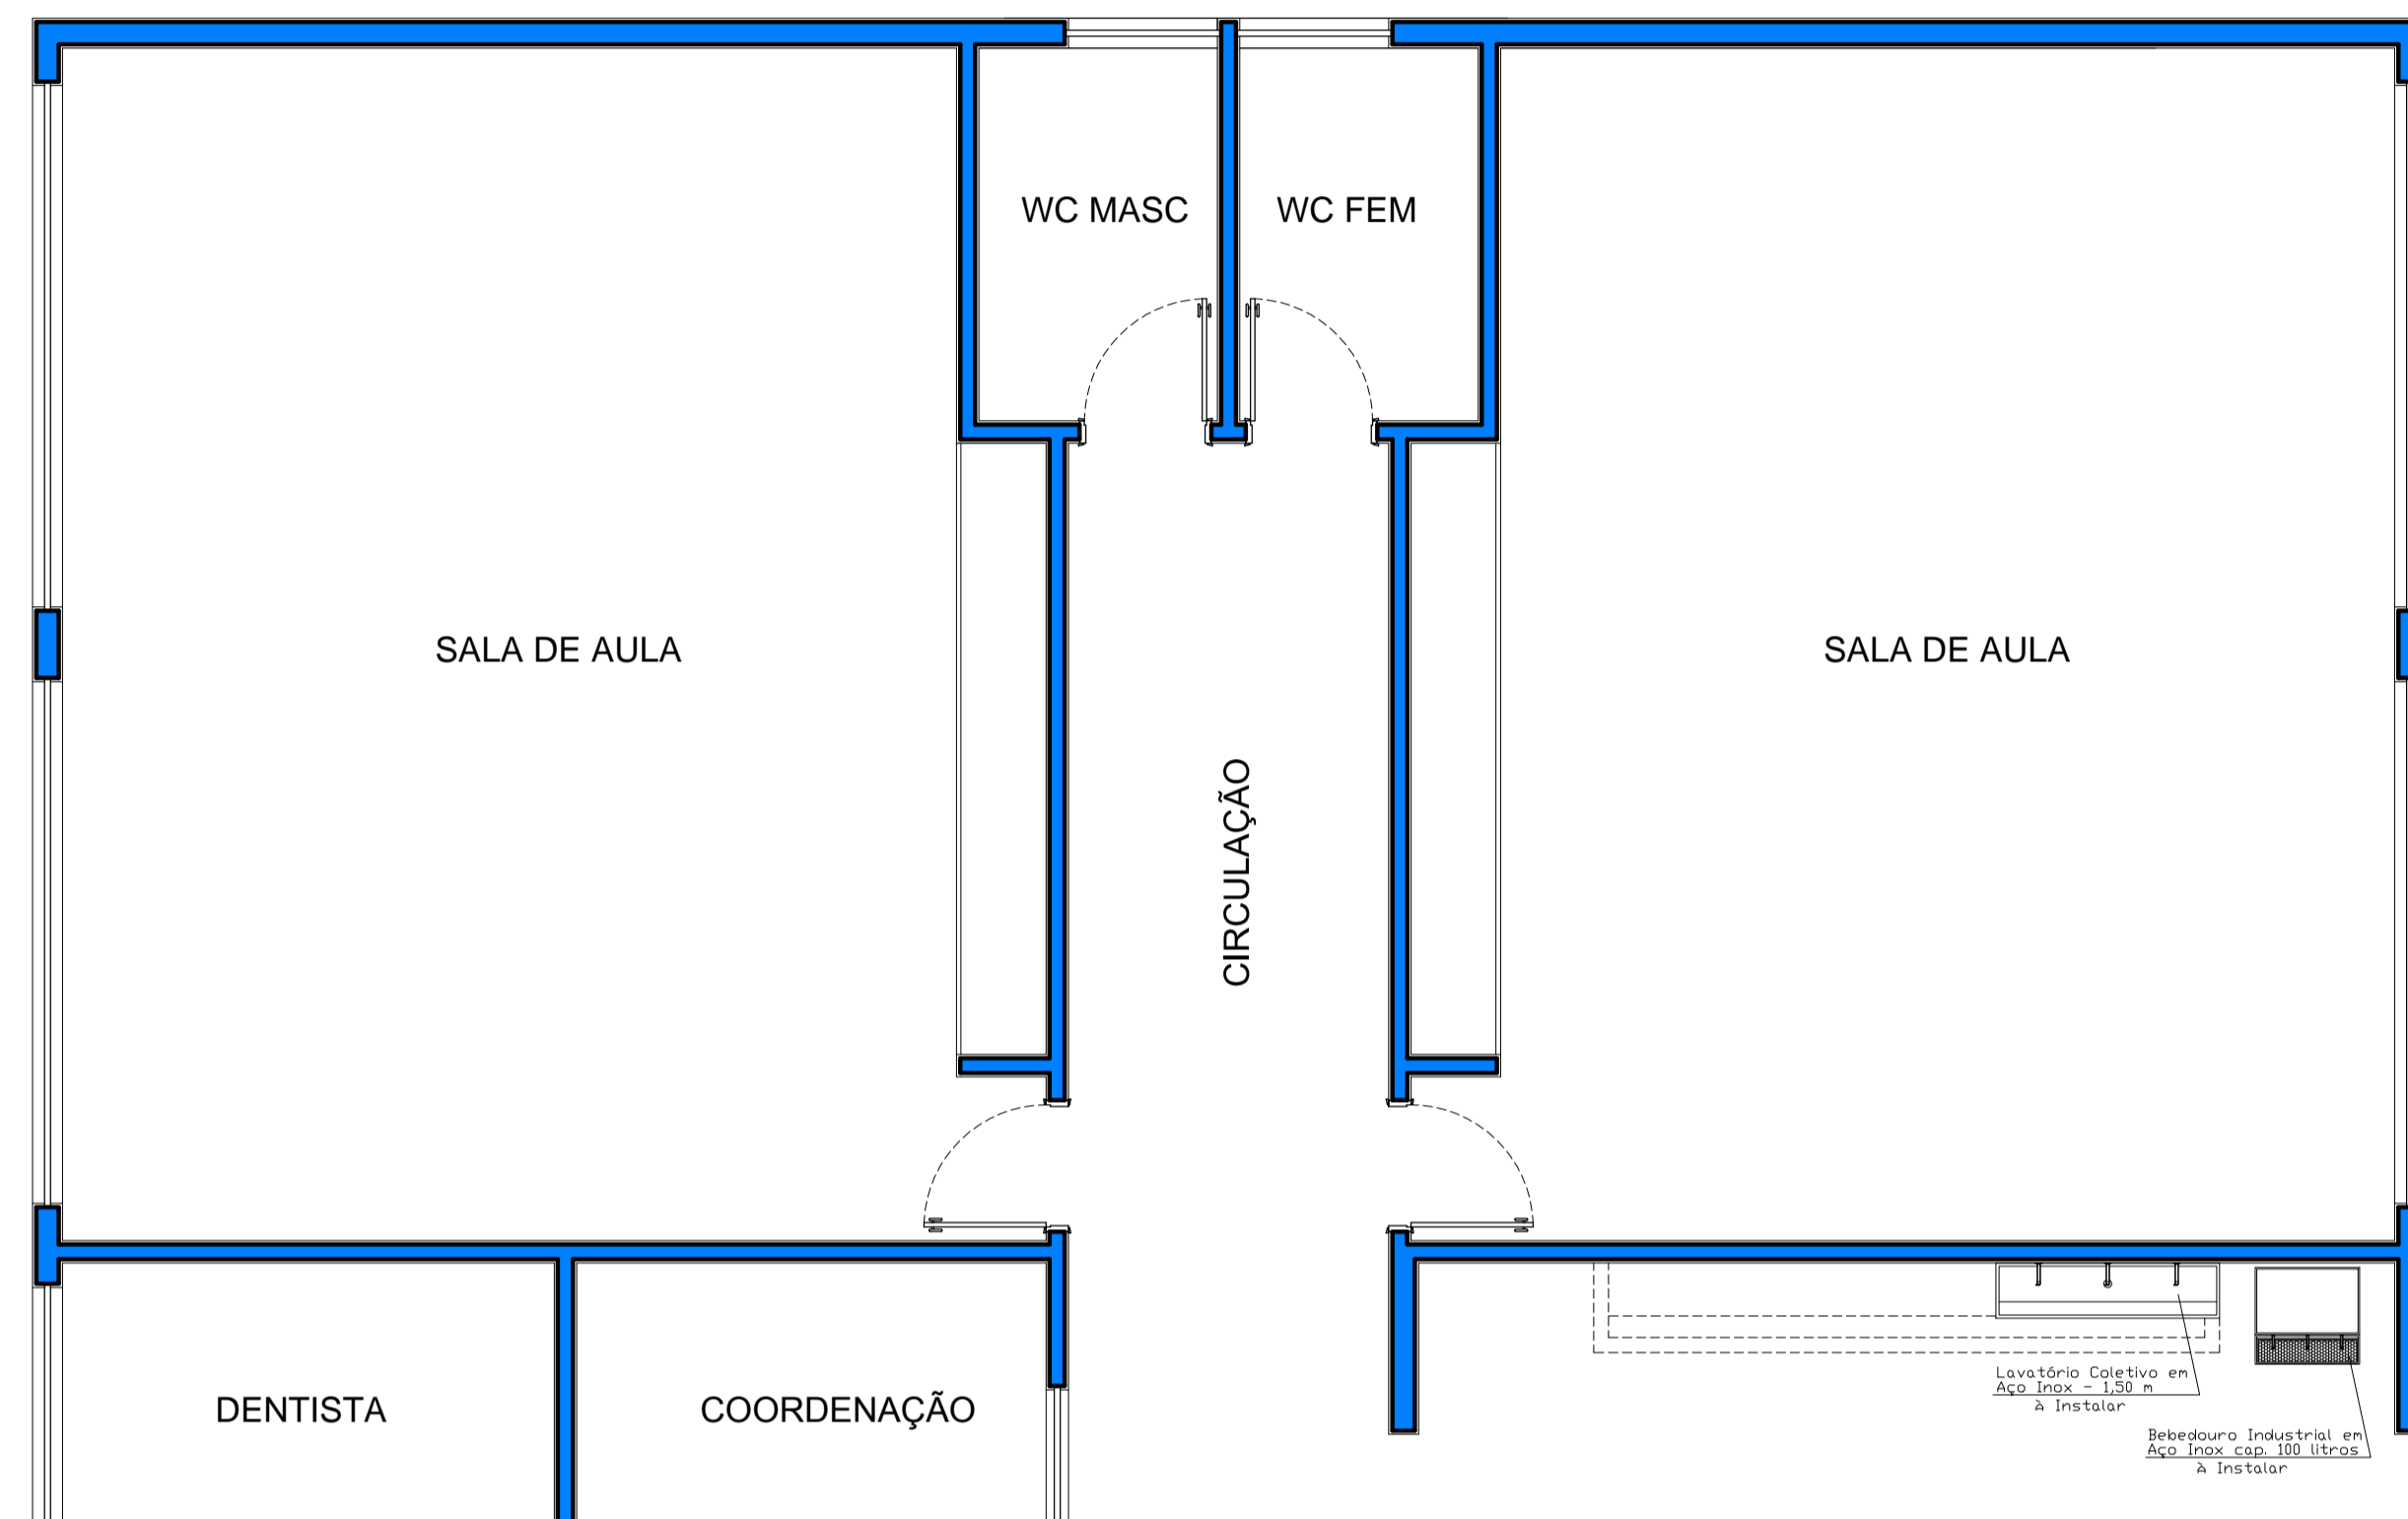 WC MASC
WC FEM
SALA DE AULA
SALA DE AULA
CIRCULAÇÃO
DENTISTA
COORDENAÇÃO
Lavatório Coletivo em
Aço Inox - 1,50 m
à Instalar
Bebedouro Industrial em
Aço Inox cap. 100 litros
à Instalar